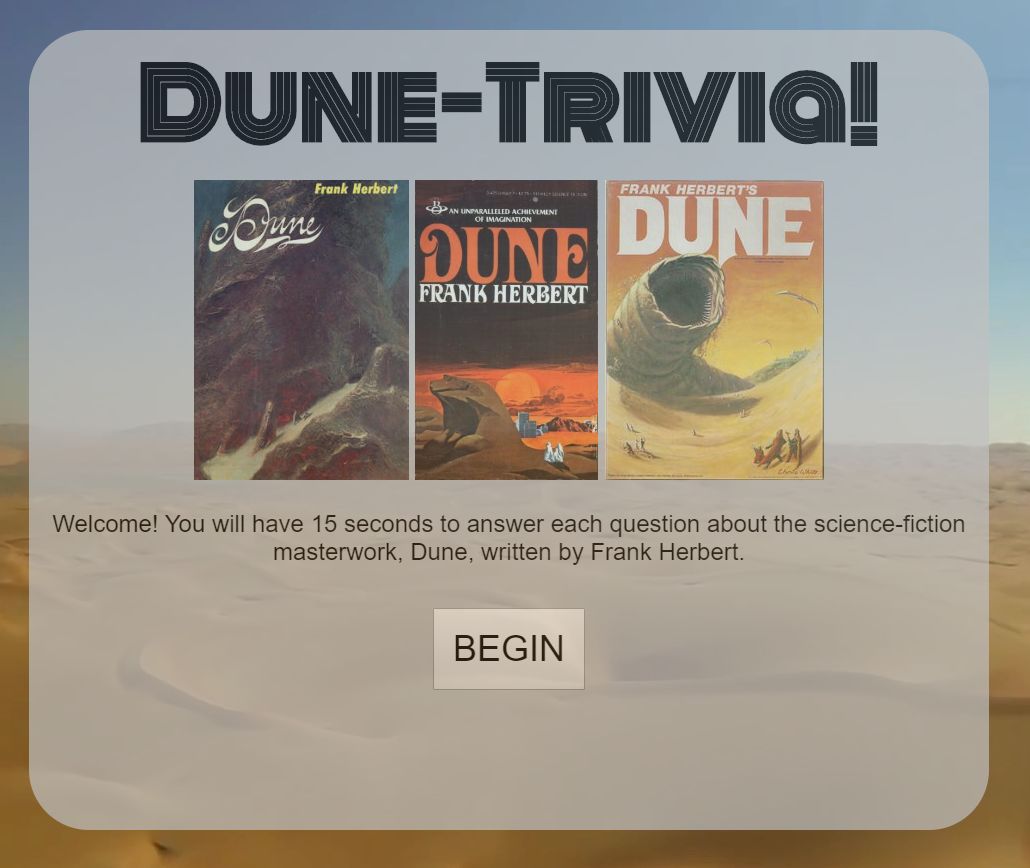 Dune-Trivia!
Frank Herbert
Dune
AN UNPARALLELED ACHIEVEMENT
OF IMAGINATION
DUNE
FRANK HERBERT
FRANK HERBERT'S
DUNE
Welcome! You will have 15 seconds to answer each question about the science-fiction
masterwork, Dune, written by Frank Herbert.
BEGIN